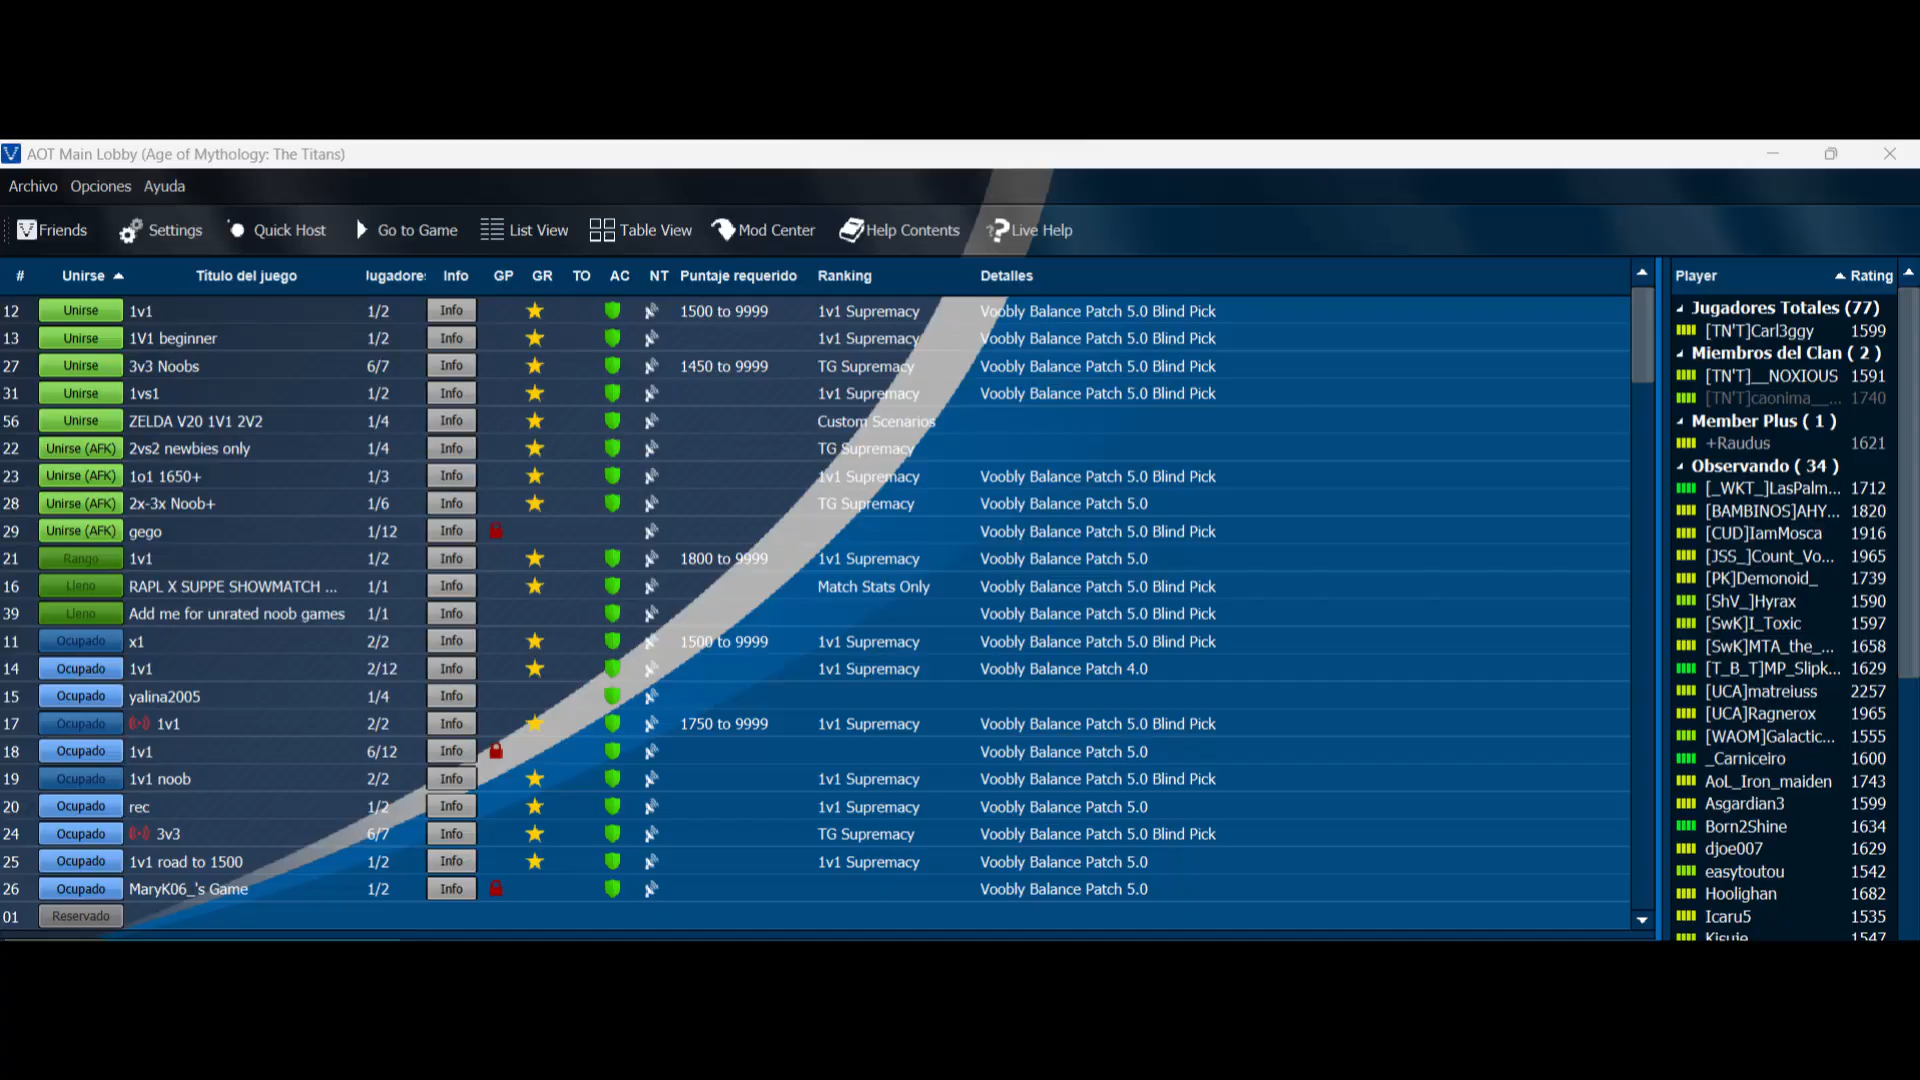 AOT Main Lobby (Age of Mythology: The Titans)
Archivo Opciones Ayuda
Friends Settings Quick Host Go to Game List View Table View Mod Center Help Contents Live Help
# Unirse Título del juego Jugadores Info GP GR TO AC NT Puntaje requerido Ranking Detalles
12 Unirse 1v1 1/2 Info 1500 to 9999 1v1 Supremacy Voobly Balance Patch 5.0 Blind Pick
13 Unirse 1V1 beginner 1/2 Info 1v1 Supremacy Voobly Balance Patch 5.0 Blind Pick
27 Unirse 3v3 Noobs 6/7 Info 1450 to 9999 TG Supremacy Voobly Balance Patch 5.0 Blind Pick
31 Unirse 1vs1 1/2 Info 1v1 Supremacy Voobly Balance Patch 5.0 Blind Pick
56 Unirse ZELDA V20 1V1 2V2 1/4 Info Custom Scenarios
22 Unirse (AFK) 2vs2 newbies only 1/4 Info TG Supremacy
23 Unirse (AFK) 1o1 1650+ 1/3 Info 1v1 Supremacy Voobly Balance Patch 5.0 Blind Pick
28 Unirse (AFK) 2x-3x Noob+ 1/6 Info TG Supremacy Voobly Balance Patch 5.0
29 Unirse (AFK) gego 1/12 Info Voobly Balance Patch 5.0 Blind Pick
21 Rango 1v1 1/2 Info 1800 to 9999 1v1 Supremacy Voobly Balance Patch 5.0
16 Lleno RAPL X SUPPE SHOWMATCH ... 1/1 Info Match Stats Only Voobly Balance Patch 5.0 Blind Pick
39 Lleno Add me for unrated noob games 1/1 Info Voobly Balance Patch 5.0 Blind Pick
11 Ocupado x1 2/2 Info 1500 to 9999 1v1 Supremacy Voobly Balance Patch 5.0 Blind Pick
14 Ocupado 1v1 2/12 Info 1v1 Supremacy Voobly Balance Patch 4.0
15 Ocupado yalina2005 1/4 Info
17 Ocupado 1v1 2/2 Info 1750 to 9999 1v1 Supremacy Voobly Balance Patch 5.0 Blind Pick
18 Ocupado 1v1 6/12 Info Voobly Balance Patch 5.0
19 Ocupado 1v1 noob 2/2 Info 1v1 Supremacy Voobly Balance Patch 5.0 Blind Pick
20 Ocupado rec 1/2 Info 1v1 Supremacy Voobly Balance Patch 5.0
24 Ocupado 3v3 6/7 Info TG Supremacy Voobly Balance Patch 5.0 Blind Pick
25 Ocupado 1v1 road to 1500 1/2 Info 1v1 Supremacy Voobly Balance Patch 5.0
26 Ocupado MaryK06_'s Game 1/2 Info Voobly Balance Patch 5.0
01 Reservado
Player Rating
Jugadores Totales (77)
[TN'T]Carl3ggy 1599
Miembros del Clan ( 2 )
[TN'T]__NOXIOUS 1591
[TN'T]caonima__... 1740
Member Plus ( 1 )
+Raudus 1621
Observando ( 34 )
[_WKT_]LasPalm... 1712
[BAMBINOS]AHY... 1820
[CUD]IamMosca 1916
[JSS_]Count_Vo... 1965
[PK]Demonoid_ 1739
[ShV_]Hyrax 1590
[SwK]I_Toxic 1597
[SwK]MTA_the_... 1658
[T_B_T]MP_Slipk... 1629
[UCA]matreiuss 2257
[UCA]Ragnerox 1965
[WAOM]Galactic... 1555
_Carniceiro 1600
AoL_Iron_maiden 1743
Asgardian3 1599
Born2Shine 1634
djoe007 1629
easytoutou 1542
Hoolighan 1682
Icaru5 1535
Kisuie 1547